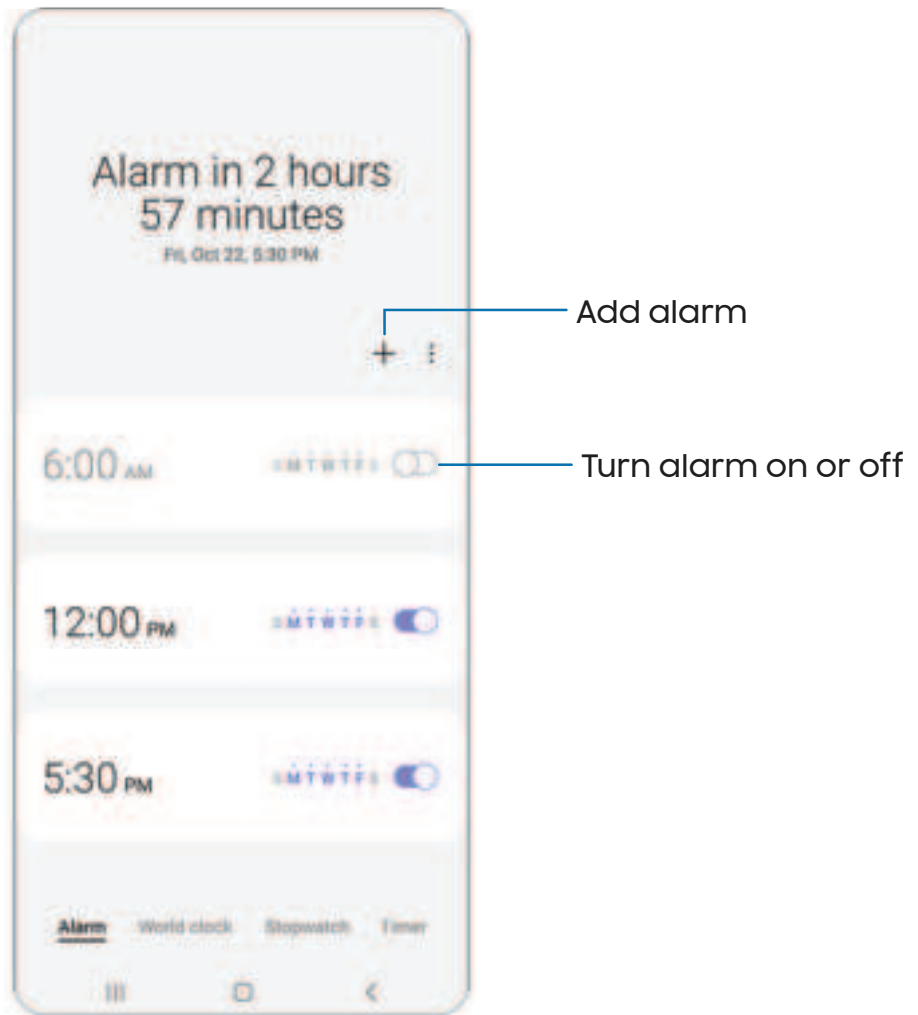 Alarm in 2 hours
57 minutes
Fri, Oct 22, 5:30 PM
Add alarm
6:00 AM S M T W T F S
Turn alarm on or off
12:00 PM S M T W T F S
5:30 PM S M T W T F S
Alarm World clock Stopwatch Timer